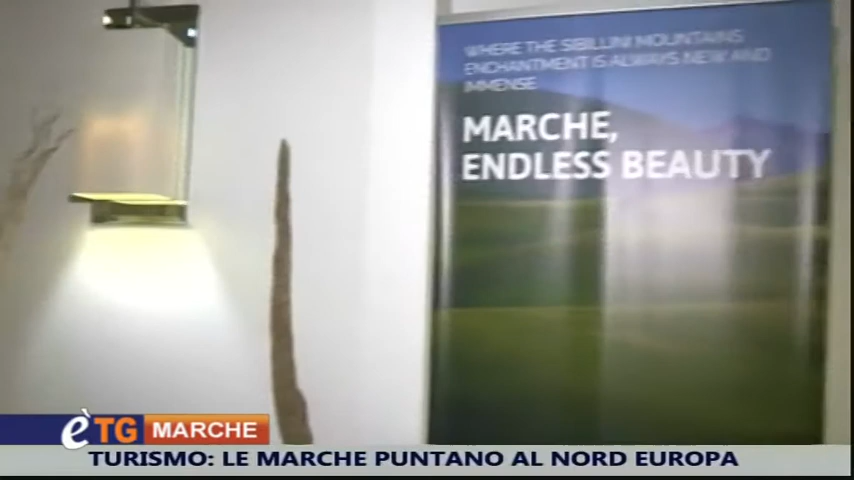 WHERE THE SIBILLINI MOUNTAINS
ENCHANTMENT IS ALWAYS NEW AND
IMMENSE
MARCHE,
ENDLESS BEAUTY
èTG MARCHE
TURISMO: LE MARCHE PUNTANO AL NORD EUROPA